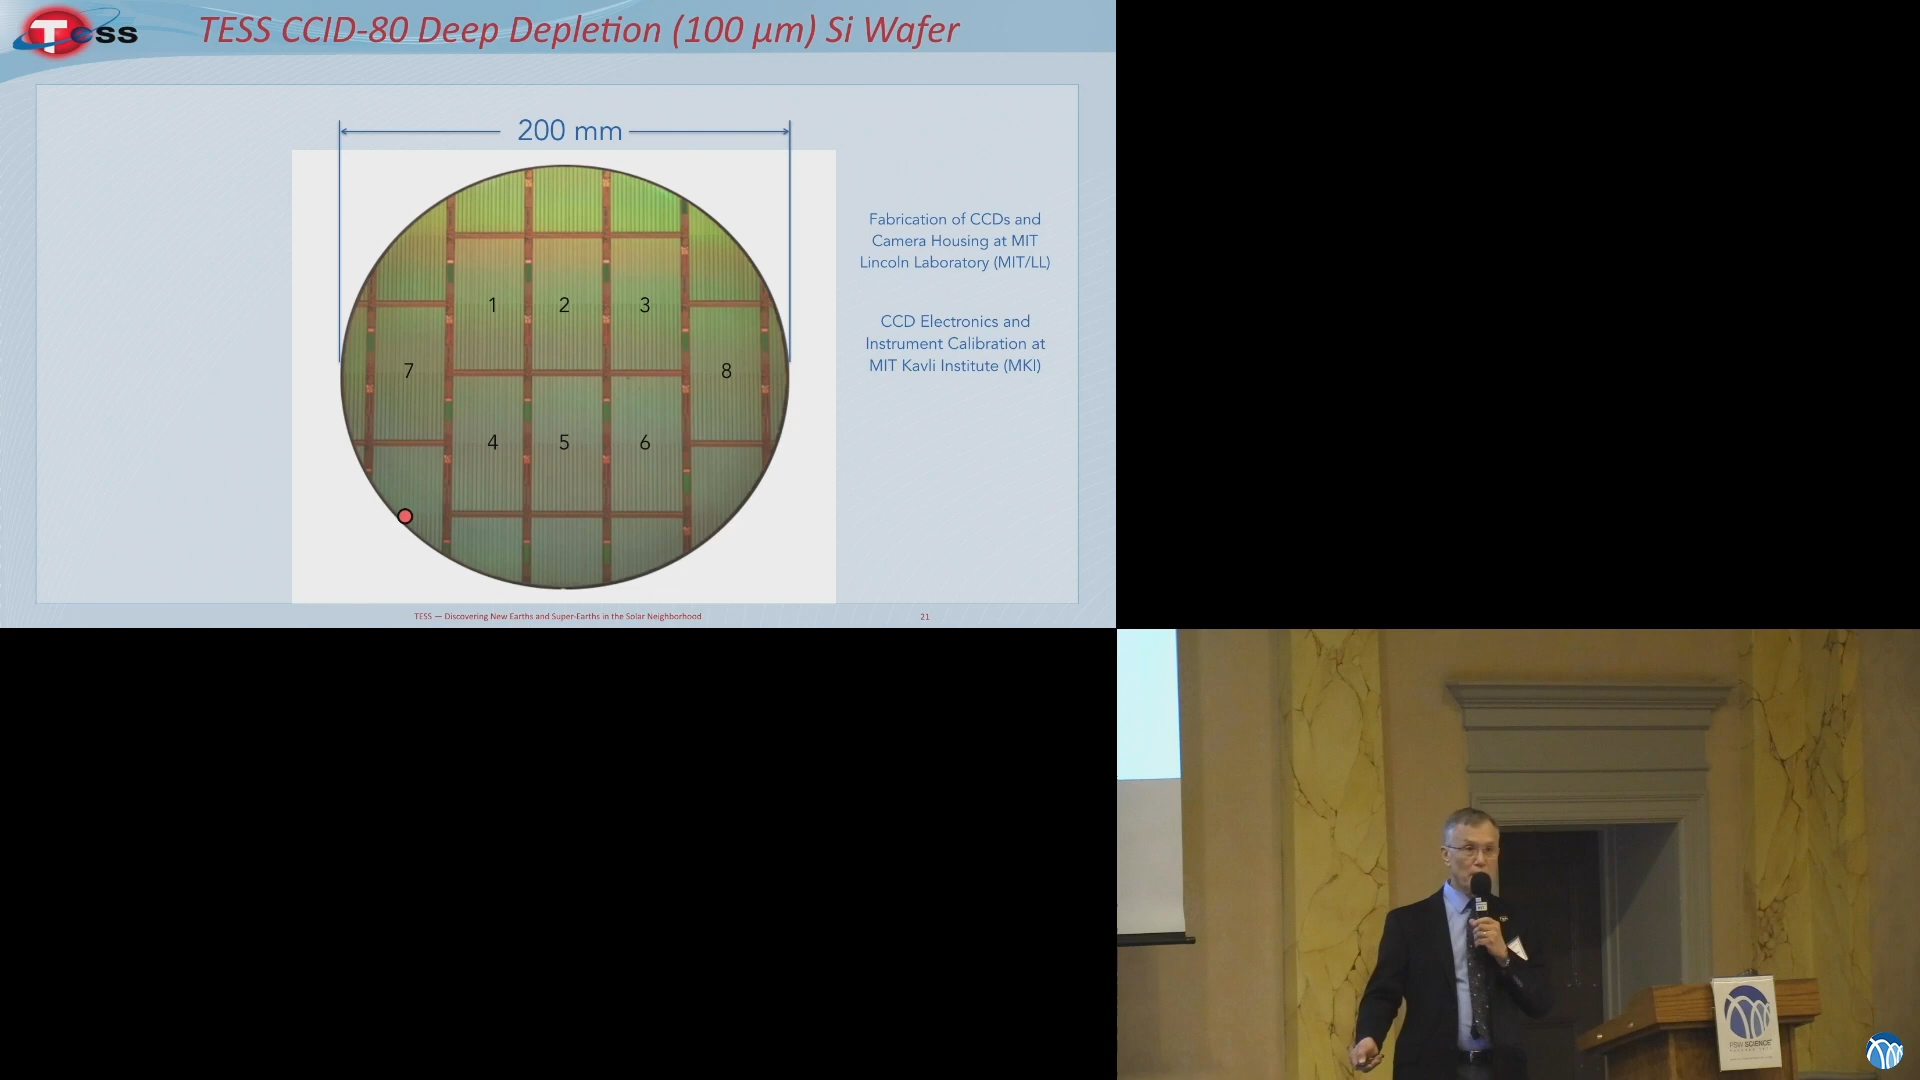 Tess
TESS CCID-80 Deep Depletion (100 µm) Si Wafer
200 mm
1
2
3
7
8
4
5
6
Fabrication of CCDs and
Camera Housing at MIT
Lincoln Laboratory (MIT/LL)
CCD Electronics and
Instrument Calibration at
MIT Kavli Institute (MKI)
TESS — Discovering New Earths and Super-Earths in the Solar Neighborhood
21
PSW SCIENCE